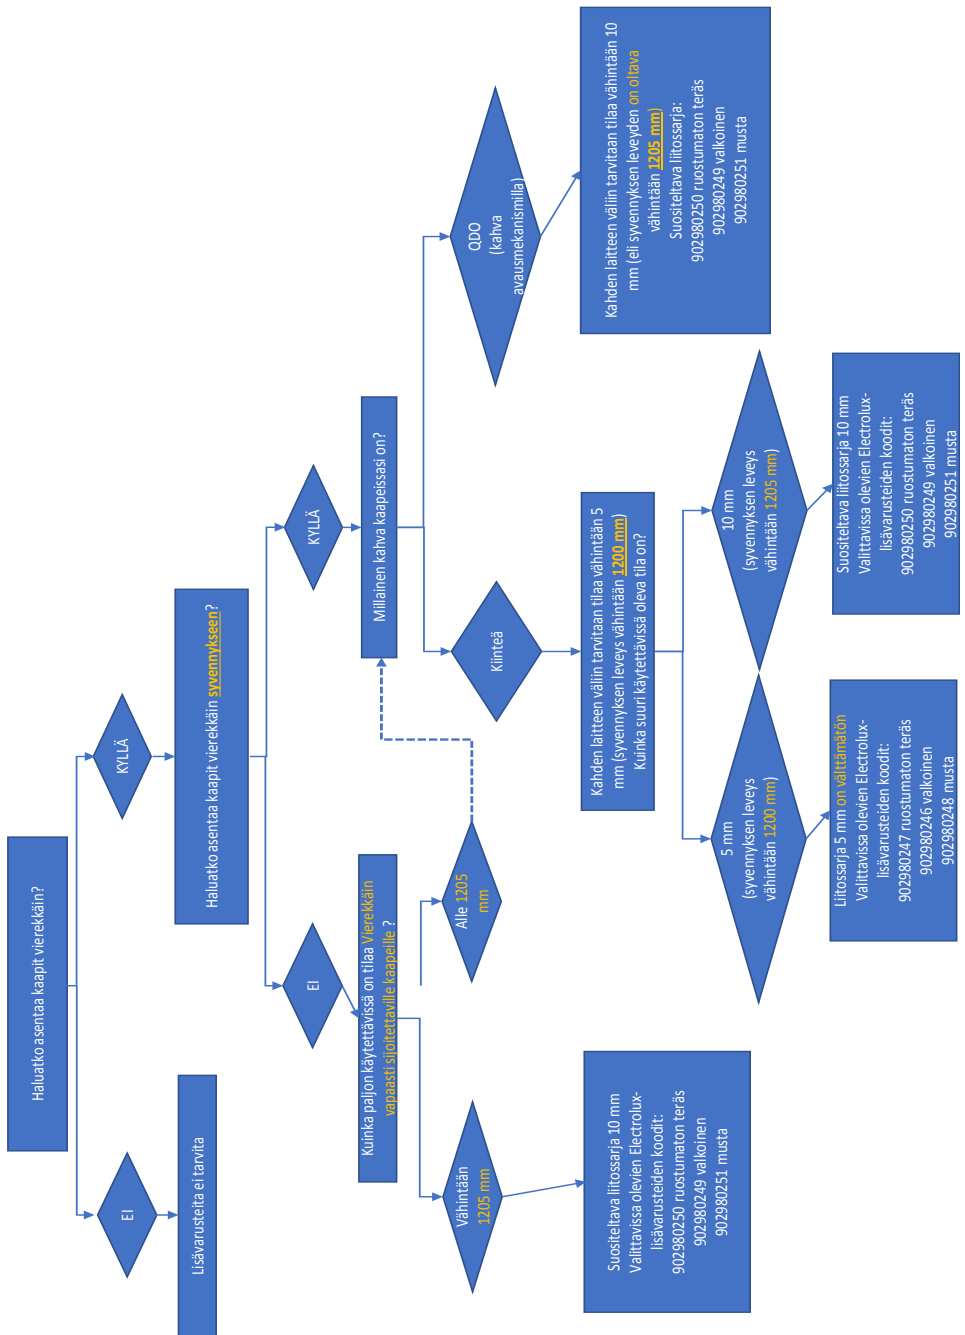 Haluatko asentaa kaapit vierekkäin?
EI
Lisävarusteita ei tarvita
KYLLÄ
Haluatko asentaa kaapit vierekkäin syvennykseen?
EI
Kuinka paljon käytettävissä on tilaa Vierekkäin
vapaasti sijoitettaville kaapeille ?
Vähintään
1205 mm
Suositeltava liitossarja 10 mm
Valittavissa olevien Electrolux-
lisävarusteiden koodit:
902980250 ruostumaton teräs
902980249 valkoinen
902980251 musta
Alle 1205
mm
KYLLÄ
Millainen kahva kaapeissasi on?
Kiinteä
Kahden laitteen väliin tarvitaan tilaa vähintään 5
mm (syvennyksen leveys vähintään 1200 mm)
Kuinka suuri käytettävissä oleva tila on?
5 mm
(syvennyksen leveys
vähintään 1200 mm)
Liitossarja 5 mm on välttämätön
Valittavissa olevien Electrolux-
lisävarusteiden koodit:
902980247 ruostumaton teräs
902980246 valkoinen
902980248 musta
10 mm
(syvennyksen leveys
vähintään 1205 mm)
Suositeltava liitossarja 10 mm
Valittavissa olevien Electrolux-
lisävarusteiden koodit:
902980250 ruostumaton teräs
902980249 valkoinen
902980251 musta
QDO
(kahva
avausmekanismilla)
Kahden laitteen väliin tarvitaan tilaa vähintään 10
mm (eli syvennyksen leveyden on oltava
vähintään 1205 mm)
Suositeltava liitossarja:
902980250 ruostumaton teräs
902980249 valkoinen
902980251 musta